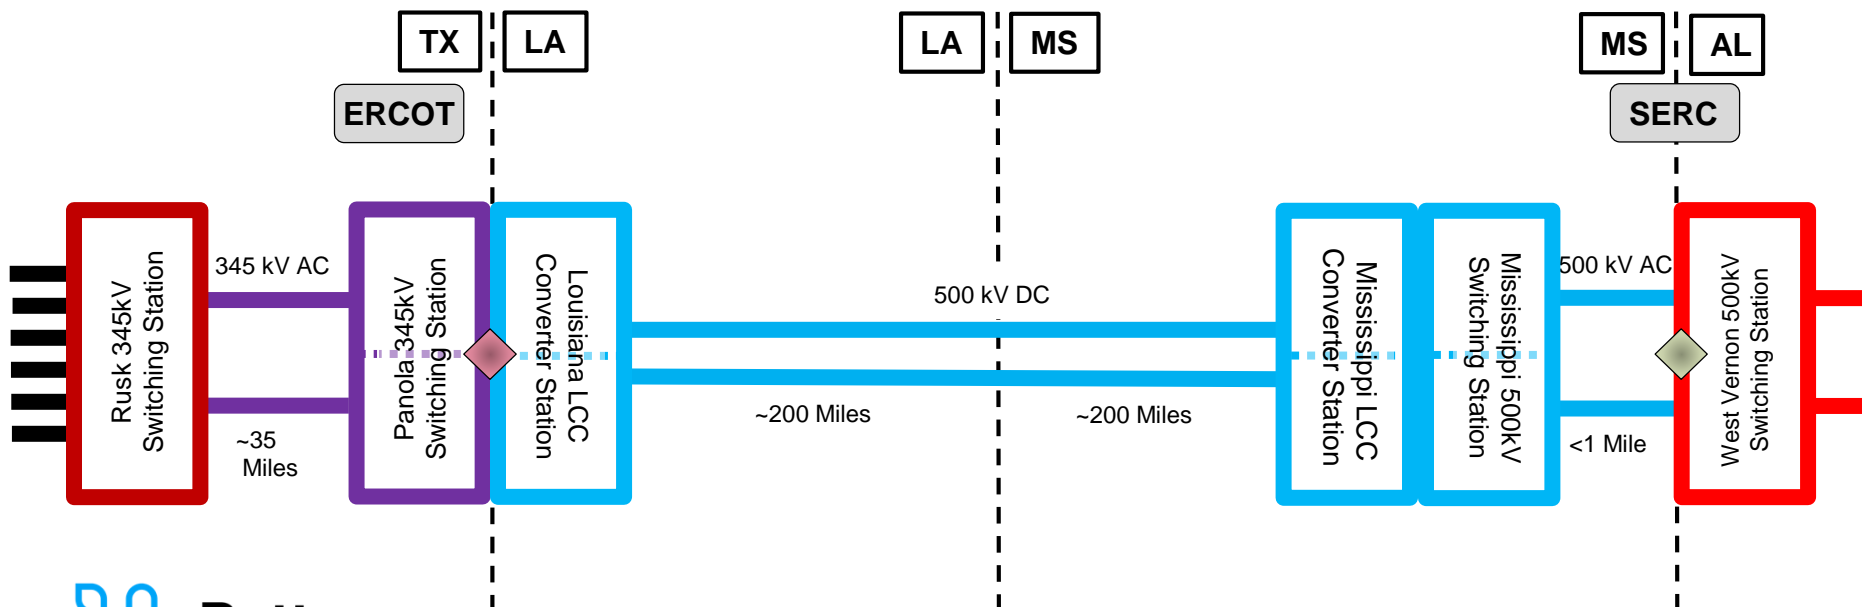 TX
LA
LA
MS
MS
AL
ERCOT
SERC
Rusk 345kV
Switching Station
345 kV AC
~35
Miles
Panola 345kV
Switching Station
Louisiana LCC
Converter Station
500 kV DC
~200 Miles
~200 Miles
Mississippi LCC
Converter Station
Mississippi 500kV
Switching Station
500 kV AC
<1 Mile
West Vernon 500kV
Switching Station